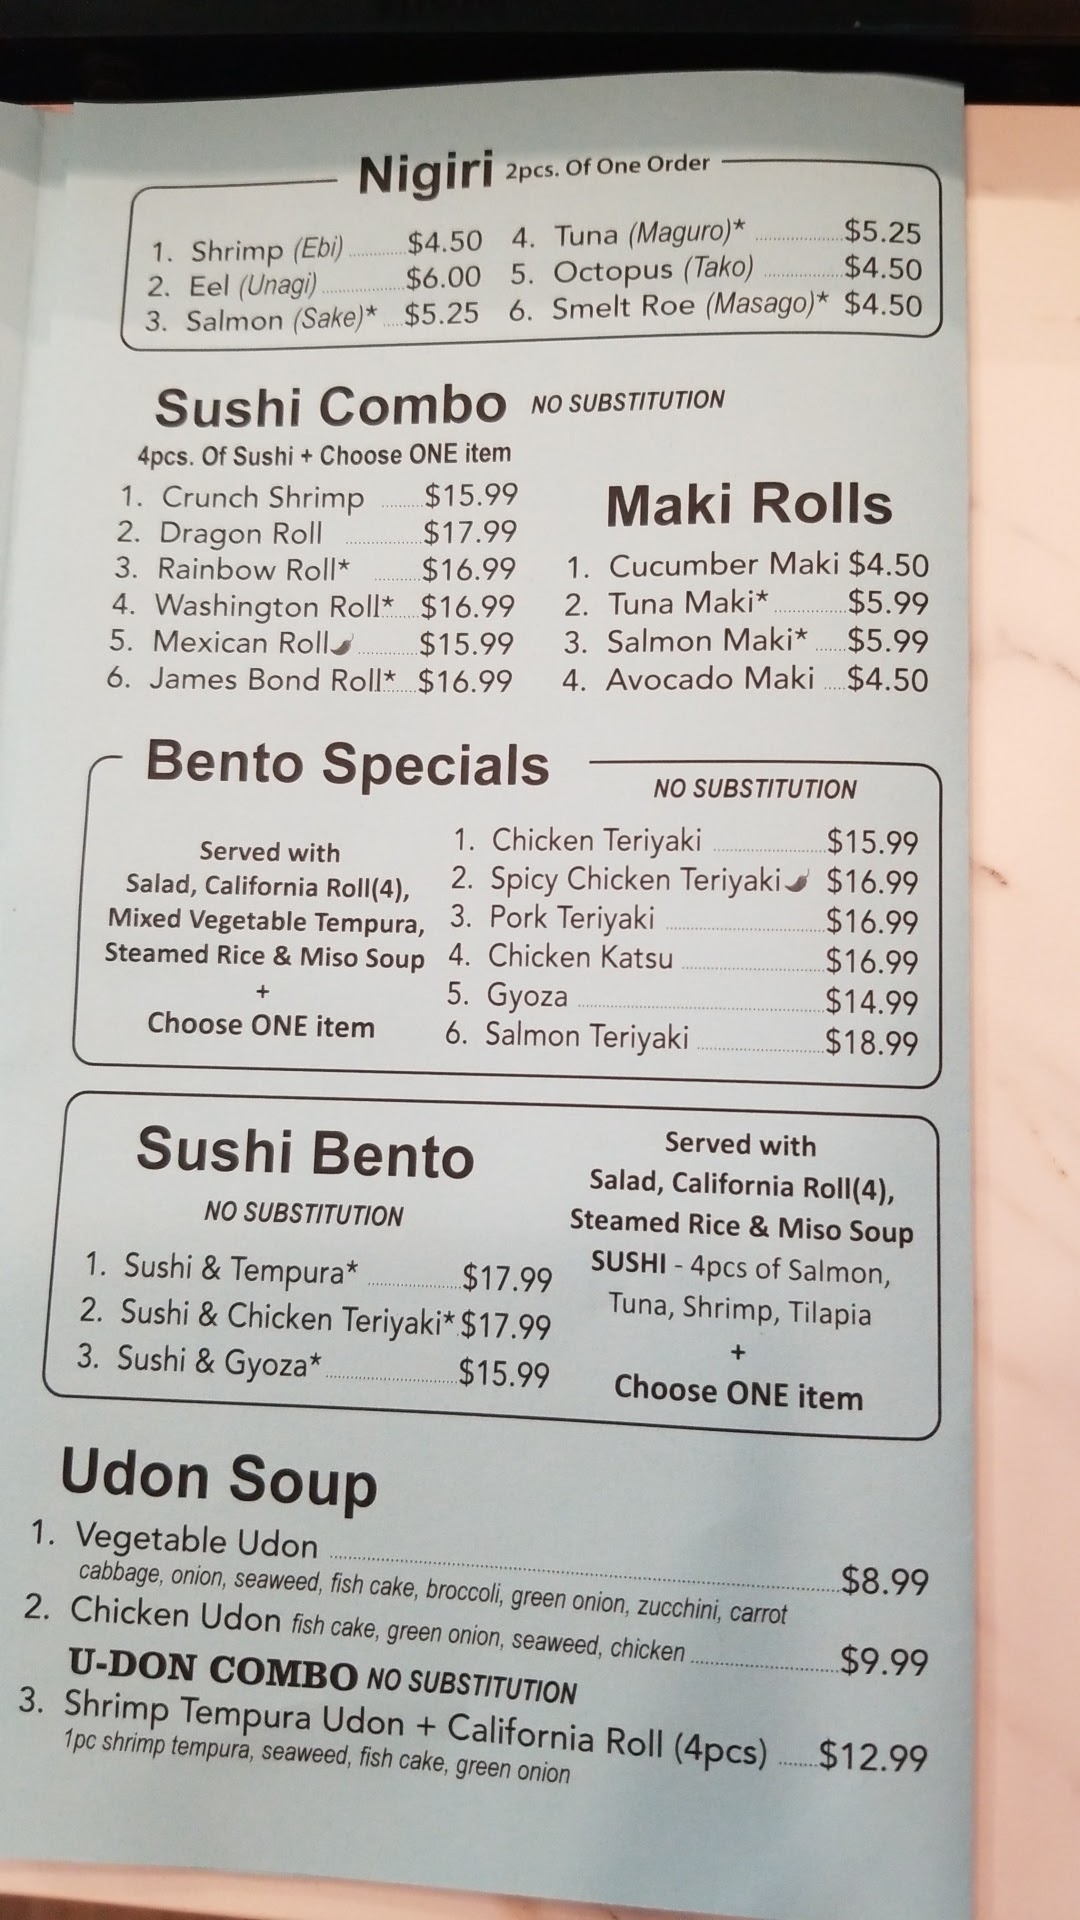 Nigiri 2pcs. Of One Order
1. Shrimp (Ebi) $4.50
2. Eel (Unagi) $6.00
3. Salmon (Sake)* $5.25
4. Tuna (Maguro)* $5.25
5. Octopus (Tako) $4.50
6. Smelt Roe (Masago)* $4.50
Sushi Combo NO SUBSTITUTION
4pcs. Of Sushi + Choose ONE item
1. Crunch Shrimp $15.99
2. Dragon Roll $17.99
3. Rainbow Roll* $16.99
4. Washington Roll* $16.99
5. Mexican Roll $15.99
6. James Bond Roll* $16.99
Maki Rolls
1. Cucumber Maki $4.50
2. Tuna Maki* $5.99
3. Salmon Maki* $5.99
4. Avocado Maki $4.50
Bento Specials
NO SUBSTITUTION
Served with
Salad, California Roll(4),
Mixed Vegetable Tempura,
Steamed Rice & Miso Soup
+
Choose ONE item
1. Chicken Teriyaki $15.99
2. Spicy Chicken Teriyaki $16.99
3. Pork Teriyaki $16.99
4. Chicken Katsu $16.99
5. Gyoza $14.99
6. Salmon Teriyaki $18.99
Sushi Bento
NO SUBSTITUTION
1. Sushi & Tempura* $17.99
2. Sushi & Chicken Teriyaki* $17.99
3. Sushi & Gyoza* $15.99
Served with
Salad, California Roll(4),
Steamed Rice & Miso Soup
SUSHI - 4pcs of Salmon,
Tuna, Shrimp, Tilapia
+
Choose ONE item
Udon Soup
1. Vegetable Udon $8.99
cabbage, onion, seaweed, fish cake, broccoli, green onion, zucchini, carrot
2. Chicken Udon fish cake, green onion, seaweed, chicken $9.99
U-DON COMBO NO SUBSTITUTION
3. Shrimp Tempura Udon + California Roll (4pcs) $12.99
1pc shrimp tempura, seaweed, fish cake, green onion